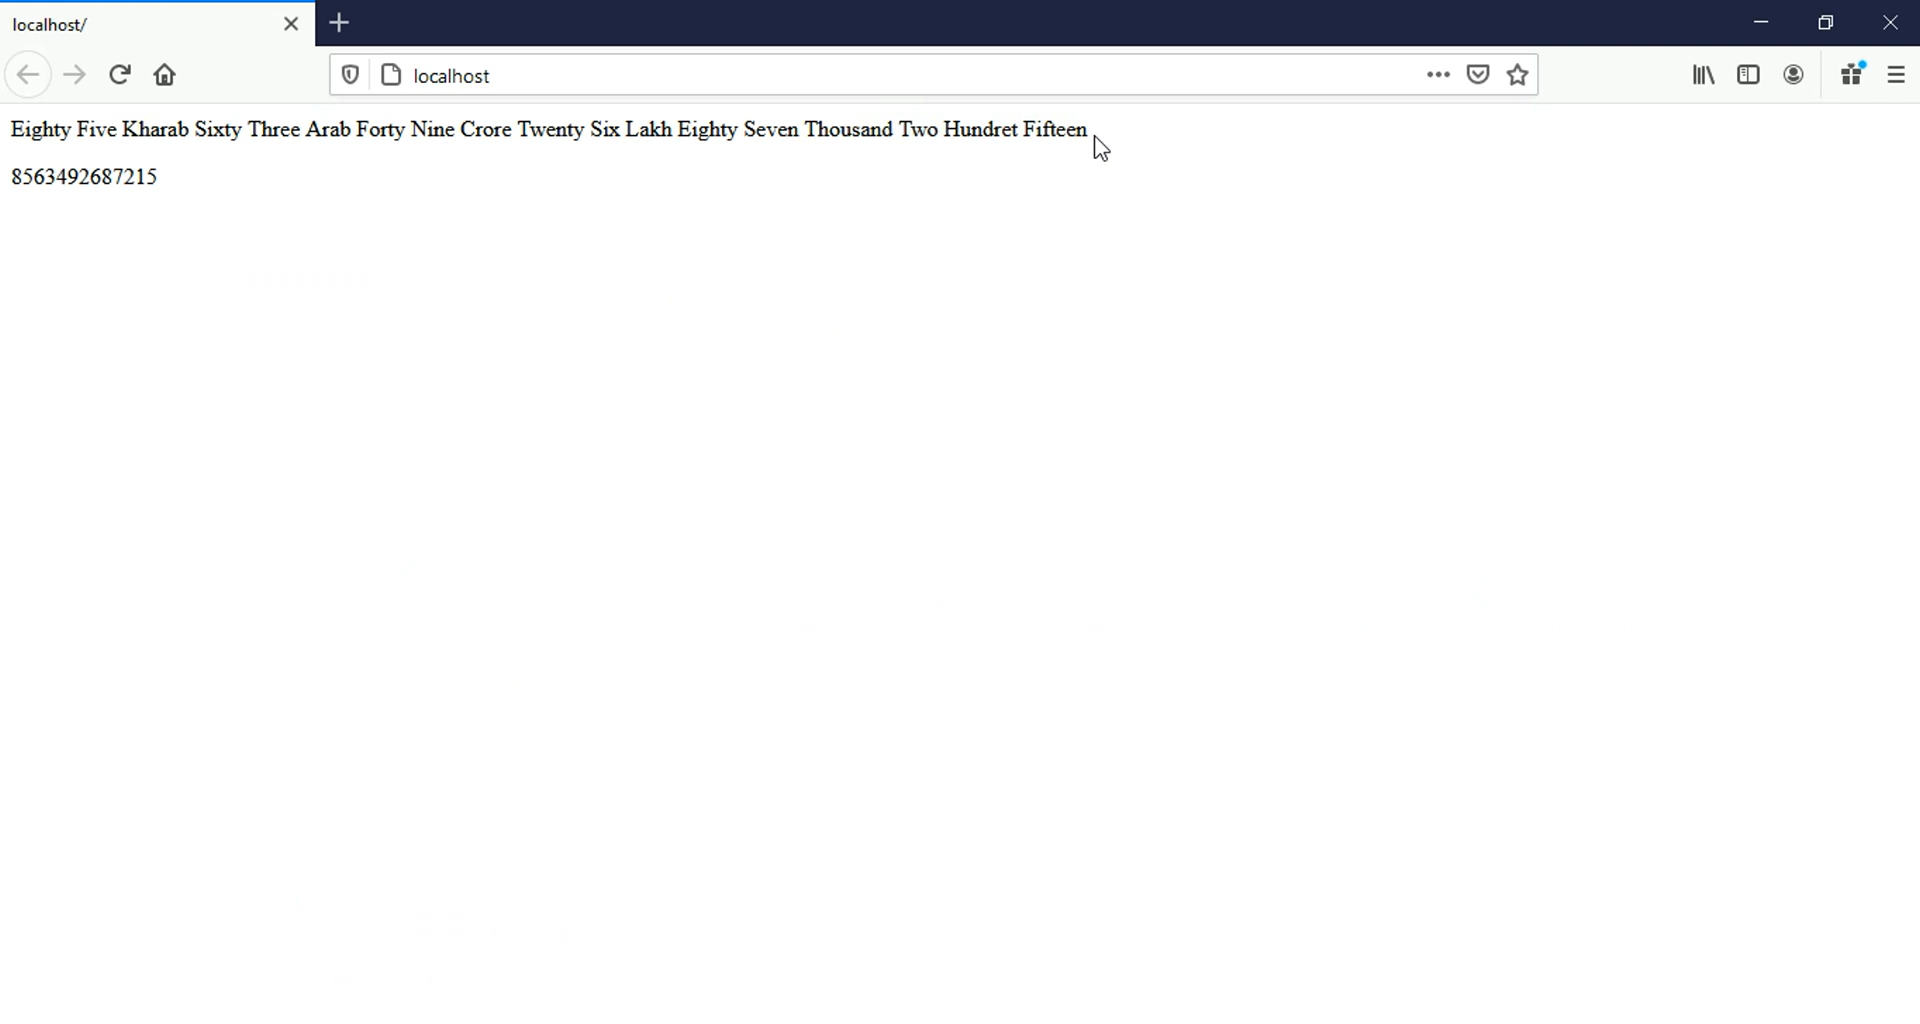 localhost/
localhost
Eighty Five Kharab Sixty Three Arab Forty Nine Crore Twenty Six Lakh Eighty Seven Thousand Two Hundret Fifteen
8563492687215